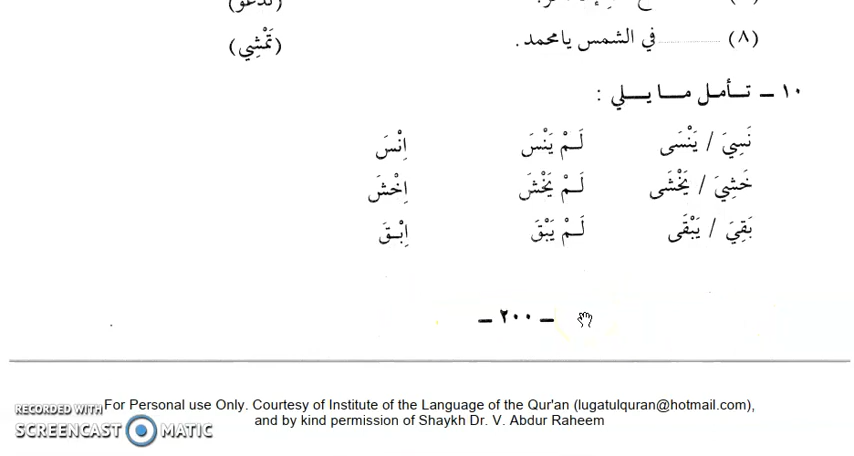 (٨) ........ في الشمس يا محمد . (تَمْشِي)
١٠ ــ تأمل ما يلي :
نَسِيَ / يَنْسَى لَمْ يَنْسَ اِنْسَ
خَشِيَ / يَخْشَى لَمْ يَخْشَ اِخْشَ
بَقِيَ / يَبْقَى لَمْ يَبْقَ اِبْقَ
– ٢٠٠ –
For Personal use Only. Courtesy of Institute of the Language of the Qur'an (lugatulquran@hotmail.com),
and by kind permission of Shaykh Dr. V. Abdur Raheem
RECORDED WITH
SCREENCAST MATIC